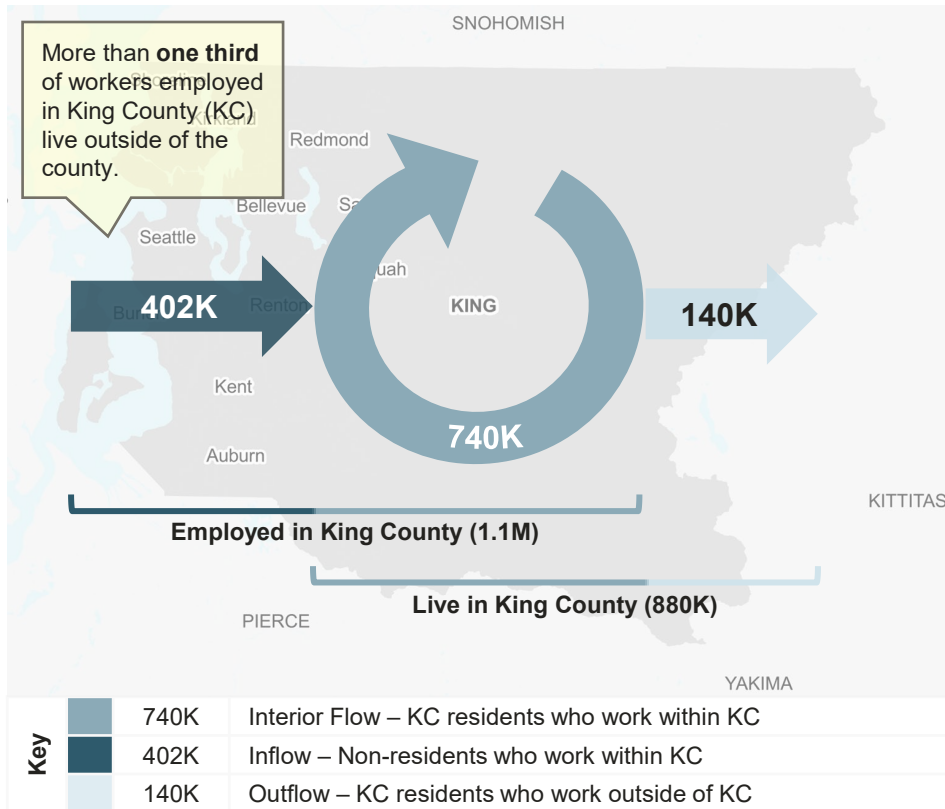 SNOHOMISH
More than one third
of workers employed
in King County (KC)
live outside of the
county.
Shoreline
Kirkland
Redmond
Bellevue
Seattle
402K
Renton
KING
140K
Kent
740K
Auburn
KITTITAS
Employed in King County (1.1M)
Live in King County (880K)
PIERCE
YAKIMA
Key
740K Interior Flow – KC residents who work within KC
402K Inflow – Non-residents who work within KC
140K Outflow – KC residents who work outside of KC